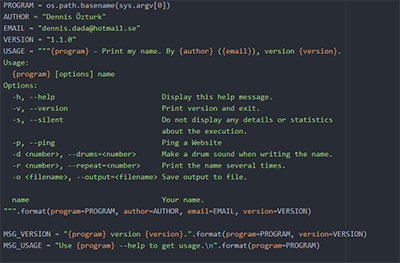 PROGRAM = os.path.basename(sys.argv[0])
AUTHOR = "Dennis Özturk"
EMAIL = "dennis.dada@hotmail.se"
VERSION = "1.1.0"
USAGE = """{program} - Print my name. By {author} ({email}), version {version}.
Usage:
  {program} [options] name
Options:
  -h, --help                     Display this help message.
  -v, --version                  Print version and exit.
  -s, --silent                   Do not display any details or statistics
                                 about the execution.
  -p, --ping                     Ping a Website
  -d <number>, --drums=<number>  Make a drum sound when writing the name.
  -r <number>, --repeat=<number> Print the name several times.
  -o <filename>, --output=<filename> Save output to file.

  name                           Your name.
""".format(program=PROGRAM, author=AUTHOR, email=EMAIL, version=VERSION)

MSG_VERSION = "{program} version {version}.".format(program=PROGRAM, version=VERSION)
MSG_USAGE = "Use {program} --help to get usage.\n".format(program=PROGRAM)